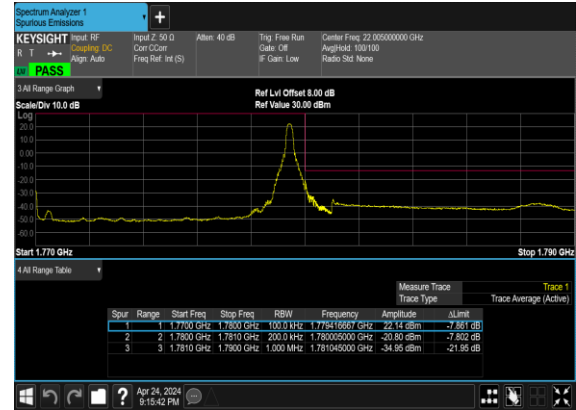 Spectrum Analyzer 1
Spurious Emissions
+
KEYSIGHT Input: RF Input Z: 50 Ω Atten: 40 dB Trig: Free Run Center Freq: 22.005000000 GHz
R T Coupling: DC Corr CCorr Gate: Off Avg|Hold: 100/100
Align: Auto Freq Ref: Int (S) IF Gain: Low Radio Std: None
LXI PASS
3 All Range Graph
Ref Lvl Offset 8.00 dB
Scale/Div 10.0 dB Ref Value 30.00 dBm
Log
20.0
10.0
0.00
-10.0
-20.0
-30.0
-40.0
-50.0
-60.0
Start 1.770 GHz Stop 1.790 GHz
4 All Range Table
Measure Trace Trace 1
Trace Type Trace Average (Active)
Spur Range Start Freq Stop Freq RBW Frequency Amplitude ΔLimit
1 1 1.7700 GHz 1.7800 GHz 100.0 kHz 1.779416667 GHz 22.14 dBm -7.861 dB
2 2 1.7800 GHz 1.7810 GHz 200.0 kHz 1.780005000 GHz -20.80 dBm -7.802 dB
3 3 1.7810 GHz 1.7900 GHz 1.000 MHz 1.781045000 GHz -34.95 dBm -21.95 dB
? Apr 24, 2024
9:15:42 PM